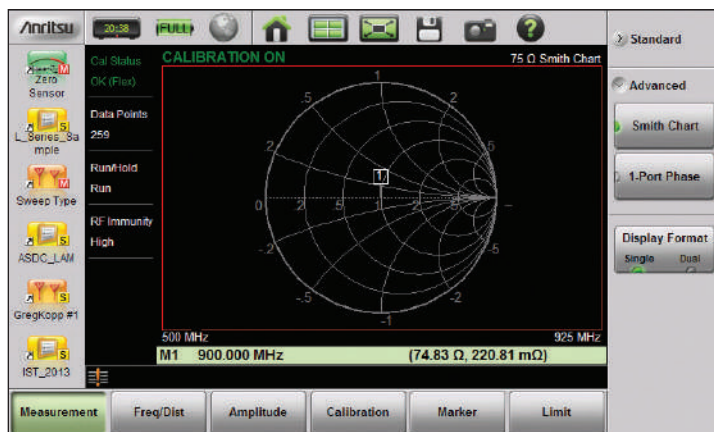 Anritsu
20:38
(FULL)
?
Cal Status
OK (Flex)
CALIBRATION ON
75 Ω Smith Chart
Standard
Zero
Sensor
M
Data Points
259
Advanced
L_Series_Sa
mple
S
Smith Chart
Run/Hold
Run
Sweep Type
M
1-Port Phase
RF Immunity
High
ASDC_LAM
S
Display Format
Single Dual
GregKopp #1
S
1
.5
2
.2
5
1
0 .2 .5 1 2 5
-.2
-5
-.5
-2
-1
500 MHz
925 MHz
M1 900.000 MHz (74.83 Ω, 220.81 mΩ)
IST_2013
S
Measurement
Freq/Dist
Amplitude
Calibration
Marker
Limit